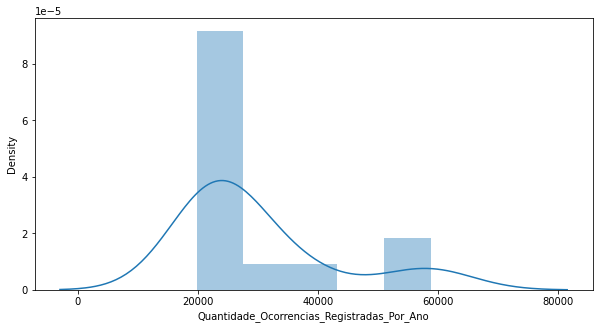 1e−5
8
6
4
2
0
Density
0 20000 40000 60000 80000
Quantidade_Ocorrencias_Registradas_Por_Ano